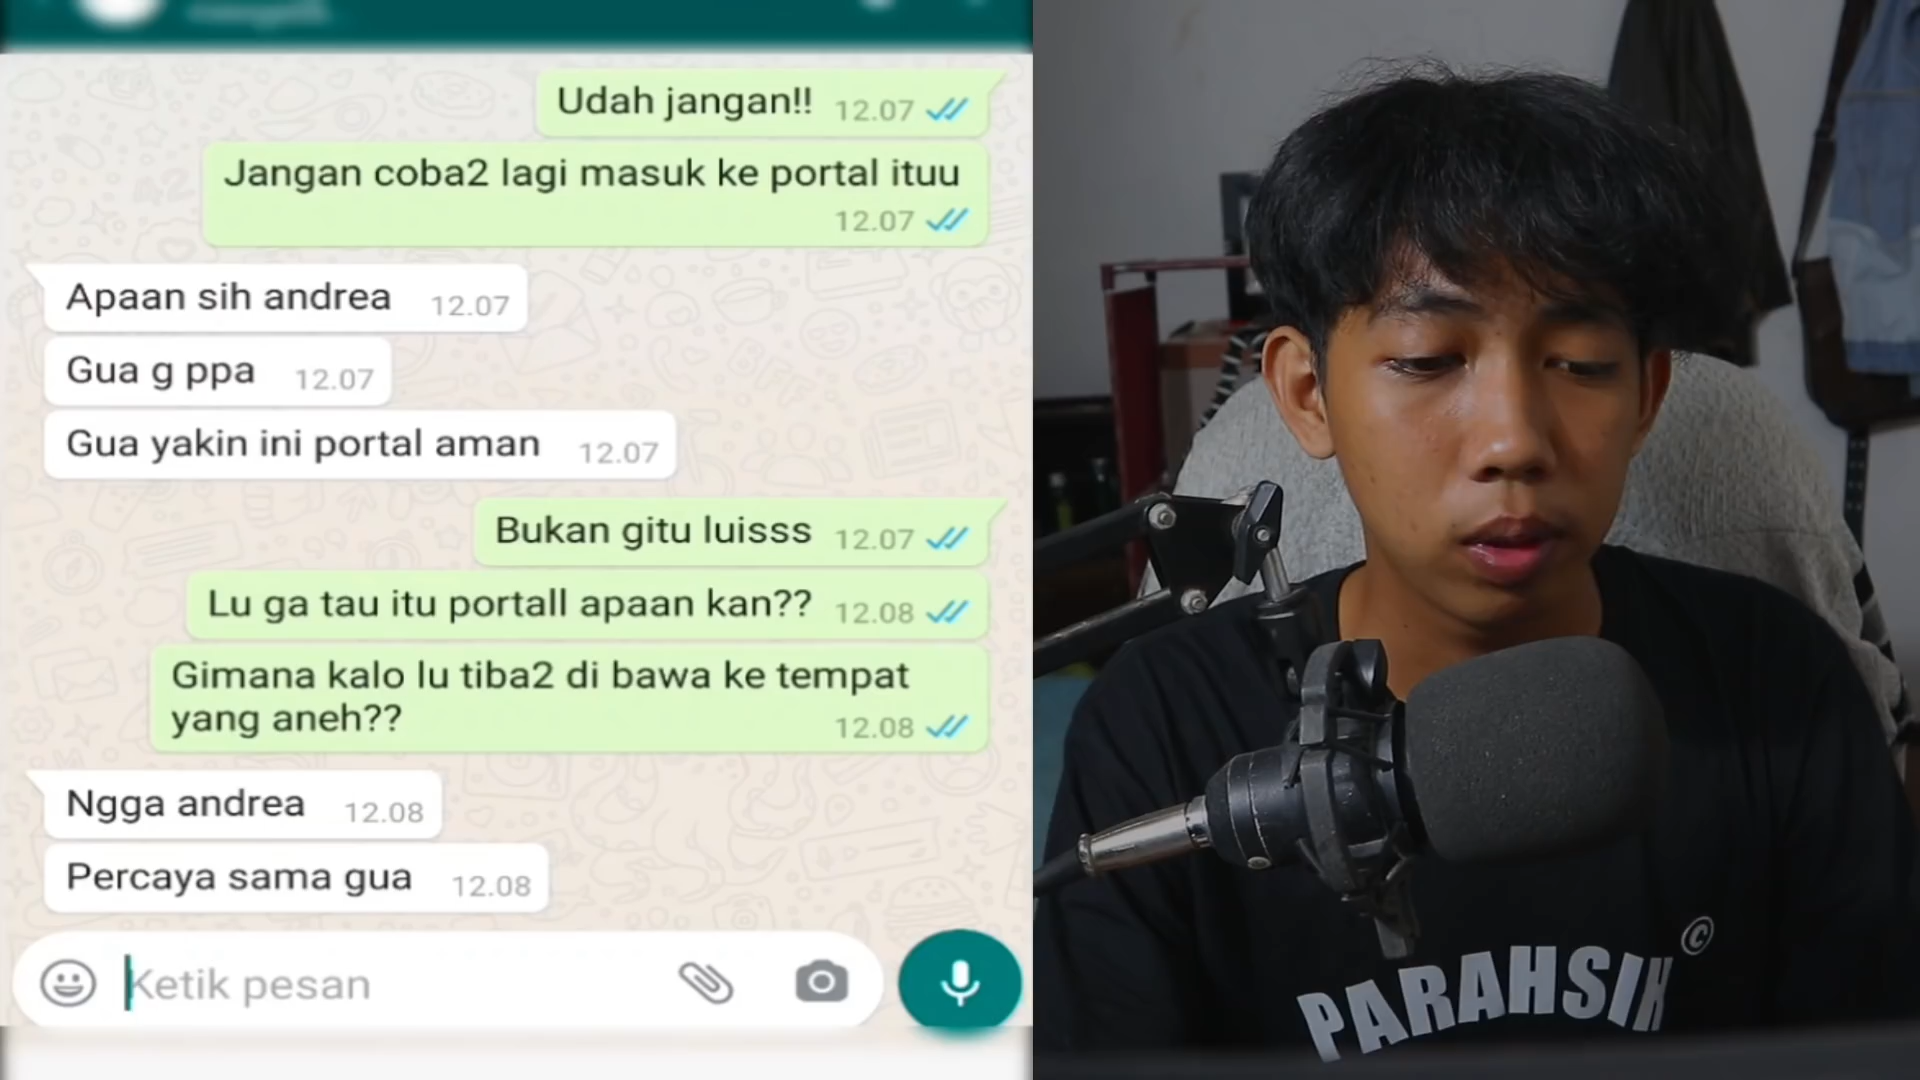 Udah jangan!! 12.07
Jangan coba2 lagi masuk ke portal ituu
12.07
Apaan sih andrea 12.07
Gua g ppa 12.07
Gua yakin ini portal aman 12.07
Bukan gitu luisss 12.07
Lu ga tau itu portall apaan kan?? 12.08
Gimana kalo lu tiba2 di bawa ke tempat
yang aneh?? 12.08
Ngga andrea 12.08
Percaya sama gua 12.08
Ketik pesan
PARAHSIH ©